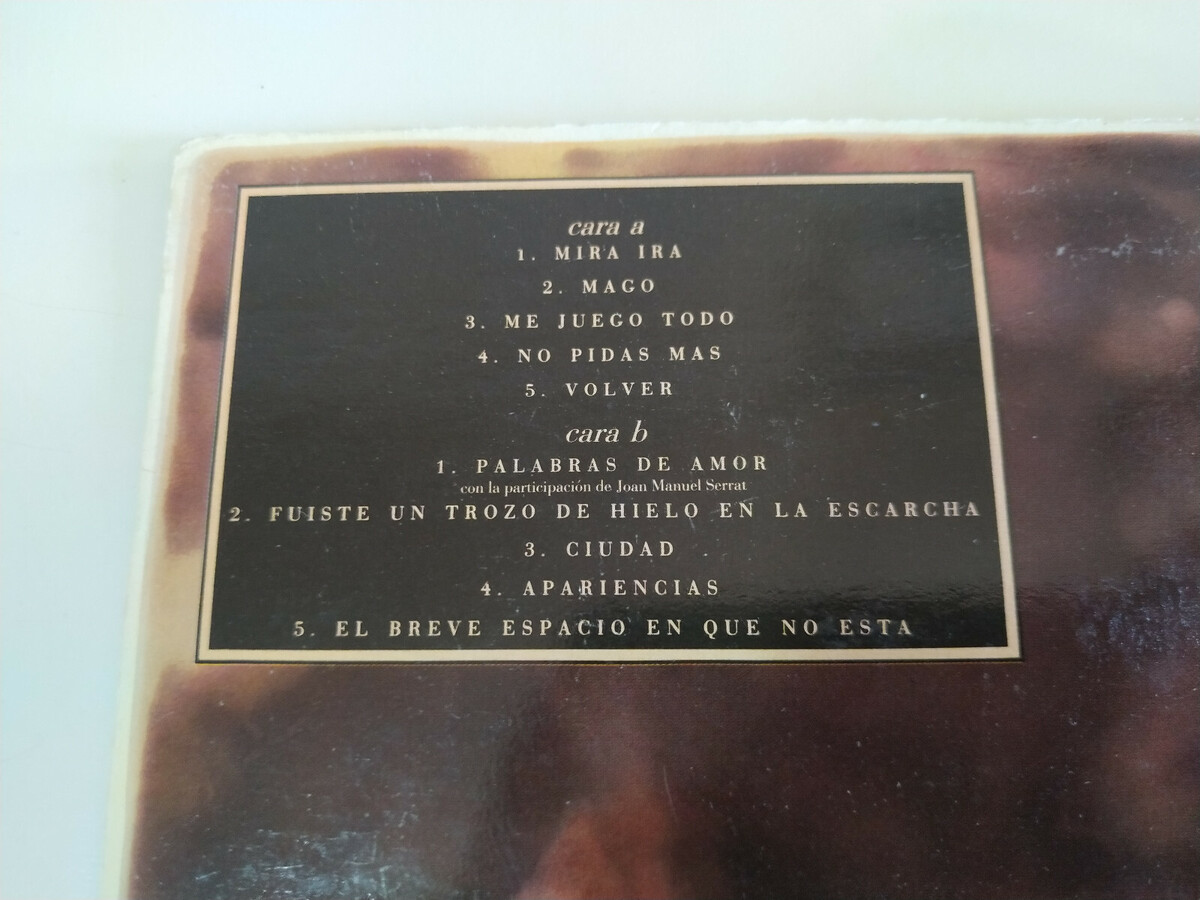 cara a
1. MIRA IRA
2. MAGO
3. ME JUEGO TODO
4. NO PIDAS MAS
5. VOLVER
cara b
1. PALABRAS DE AMOR
con la participación de Joan Manuel Serrat
2. FUISTE UN TROZO DE HIELO EN LA ESCARCHA
3. CIUDAD
4. APARIENCIAS
5. EL BREVE ESPACIO EN QUE NO ESTA